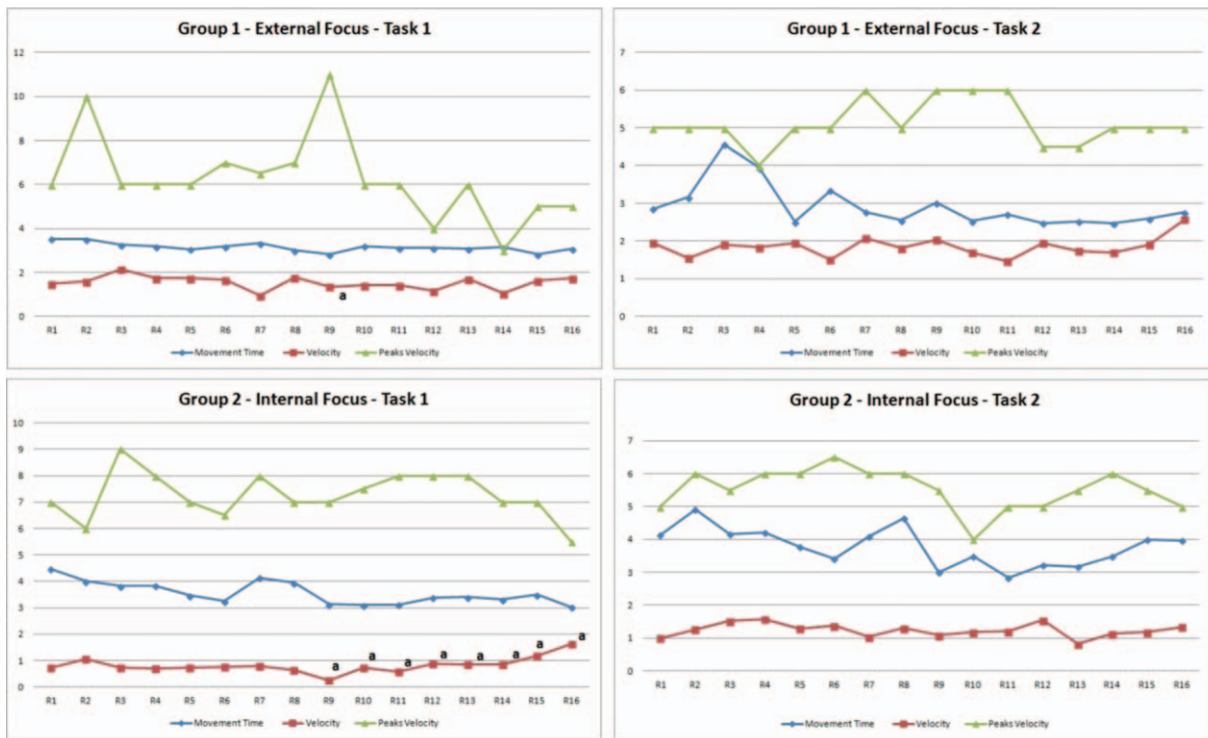 Group 1 - External Focus - Task 1
12
10
8
6
4
2
0
a
R1 R2 R3 R4 R5 R6 R7 R8 R9 R10 R11 R12 R13 R14 R15 R16
Movement Time Velocity Peaks Velocity
Group 1 - External Focus - Task 2
7
6
5
4
3
2
1
0
R1 R2 R3 R4 R5 R6 R7 R8 R9 R10 R11 R12 R13 R14 R15 R16
Movement Time Velocity Peaks Velocity
Group 2 - Internal Focus - Task 1
10
9
8
7
6
5
4
3
2
1
0
a a a a a a a a
R1 R2 R3 R4 R5 R6 R7 R8 R9 R10 R11 R12 R13 R14 R15 R16
Movement Time Velocity Peaks Velocity
Group 2 - Internal Focus - Task 2
7
6
5
4
3
2
1
0
R1 R2 R3 R4 R5 R6 R7 R8 R9 R10 R11 R12 R13 R14 R15 R16
Movement Time Velocity Peaks Velocity